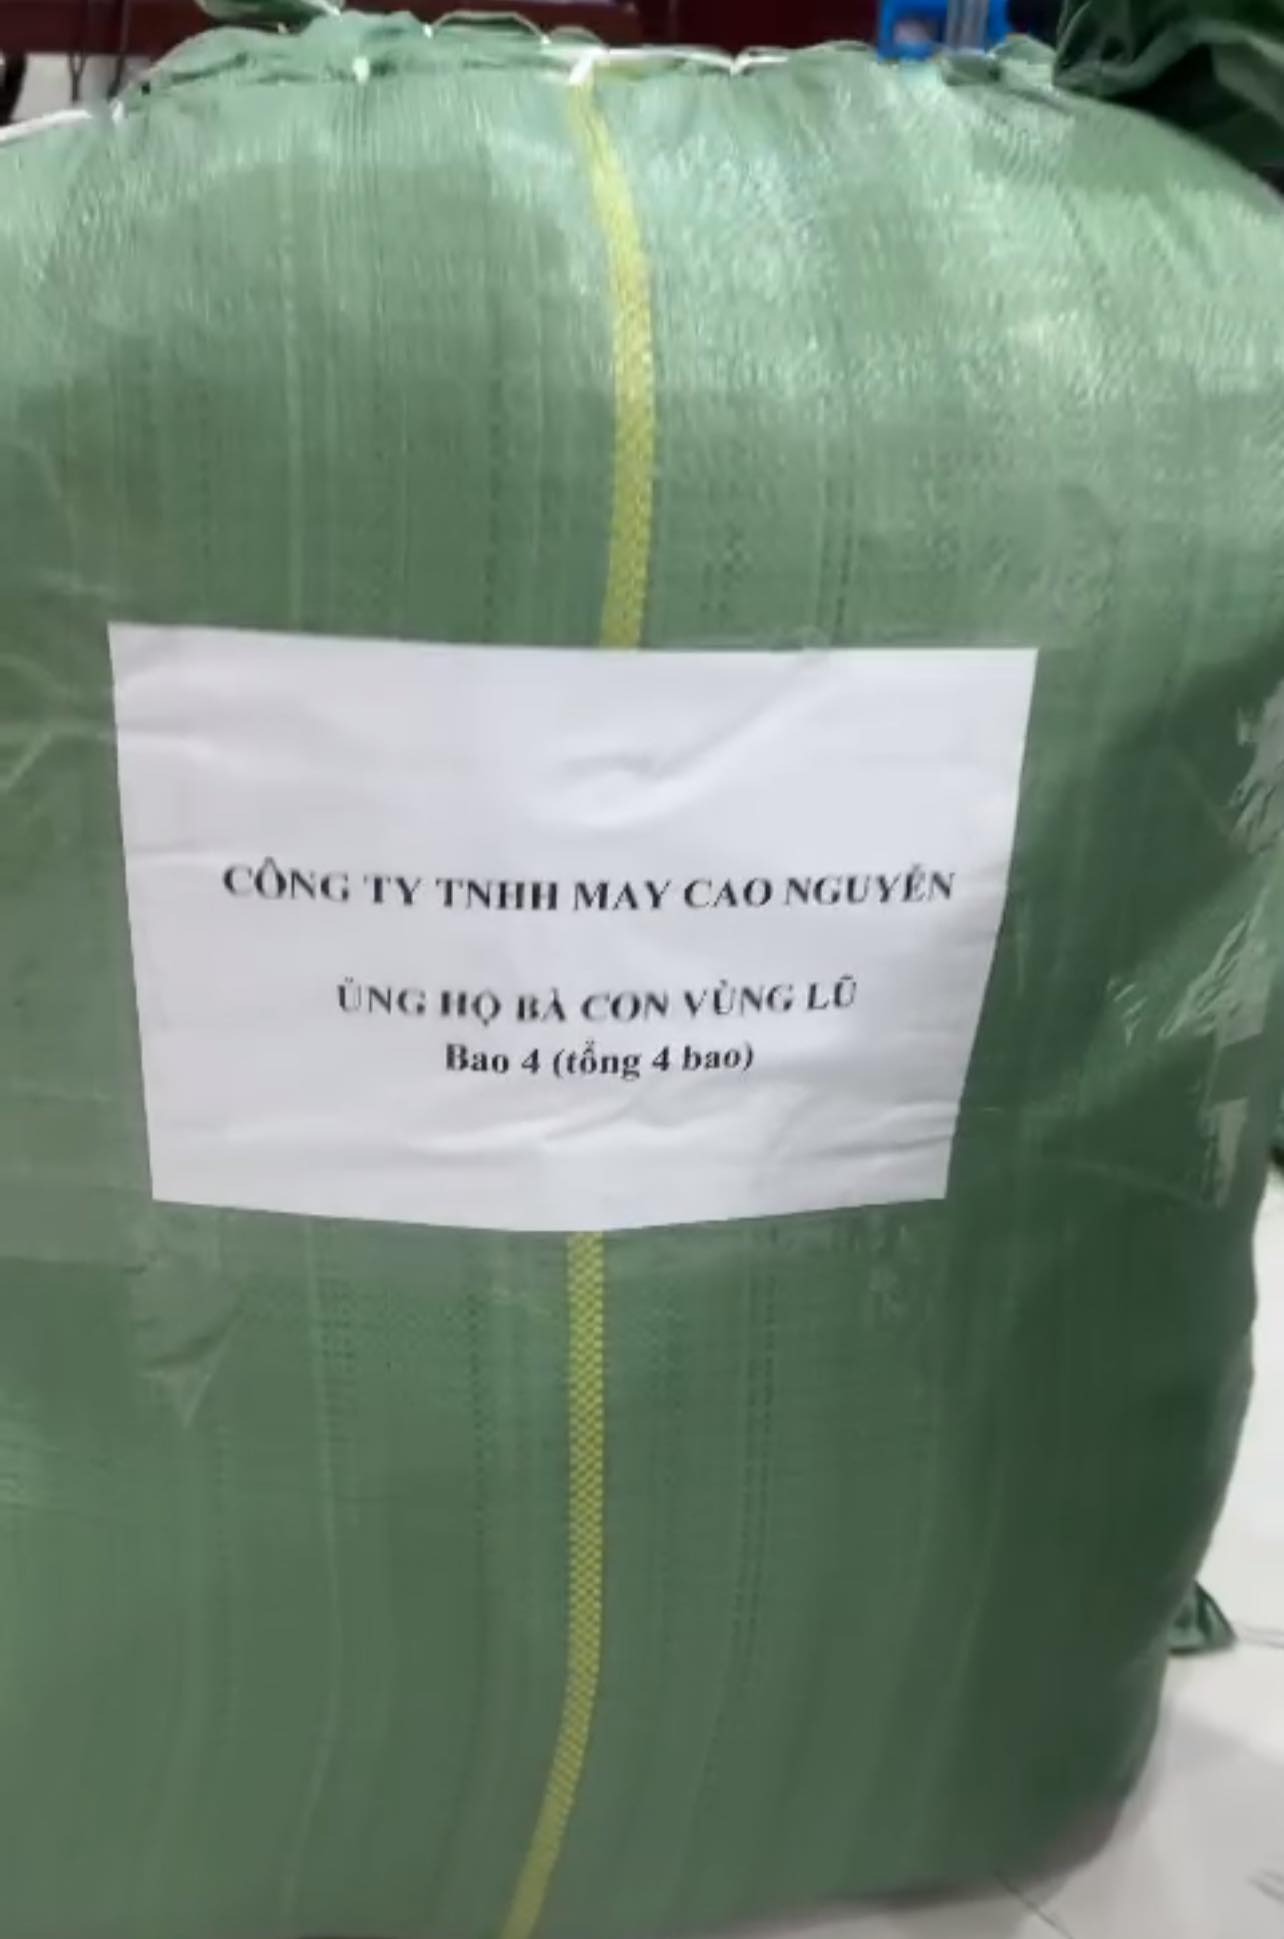 CÔNG TY TNHH MAY CAO NGUYÊN
ỦNG HỘ BÀ CON VÙNG LŨ
Bao 4 (tổng 4 bao)